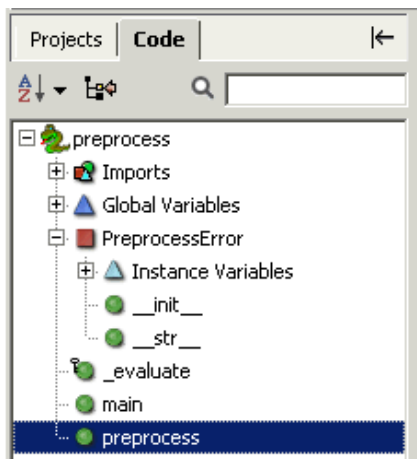 Projects Code
A
Z
preprocess
Imports
Global Variables
PreprocessError
Instance Variables
__init__
__str__
_evaluate
main
preprocess